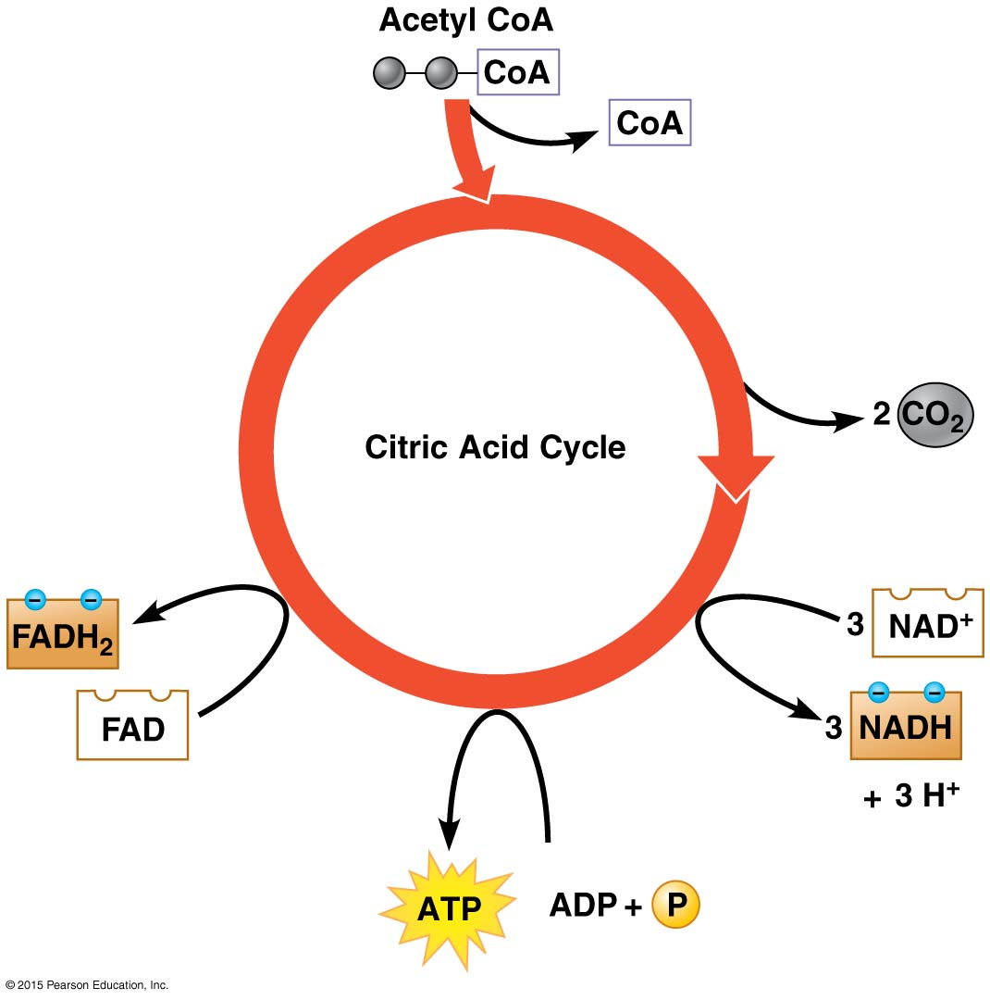 Acetyl CoA
CoA
CoA
Citric Acid Cycle
2 CO₂
3 NAD⁺
3 NADH
+ 3 H⁺
FADH₂
FAD
ATP
ADP + P
© 2015 Pearson Education, Inc.